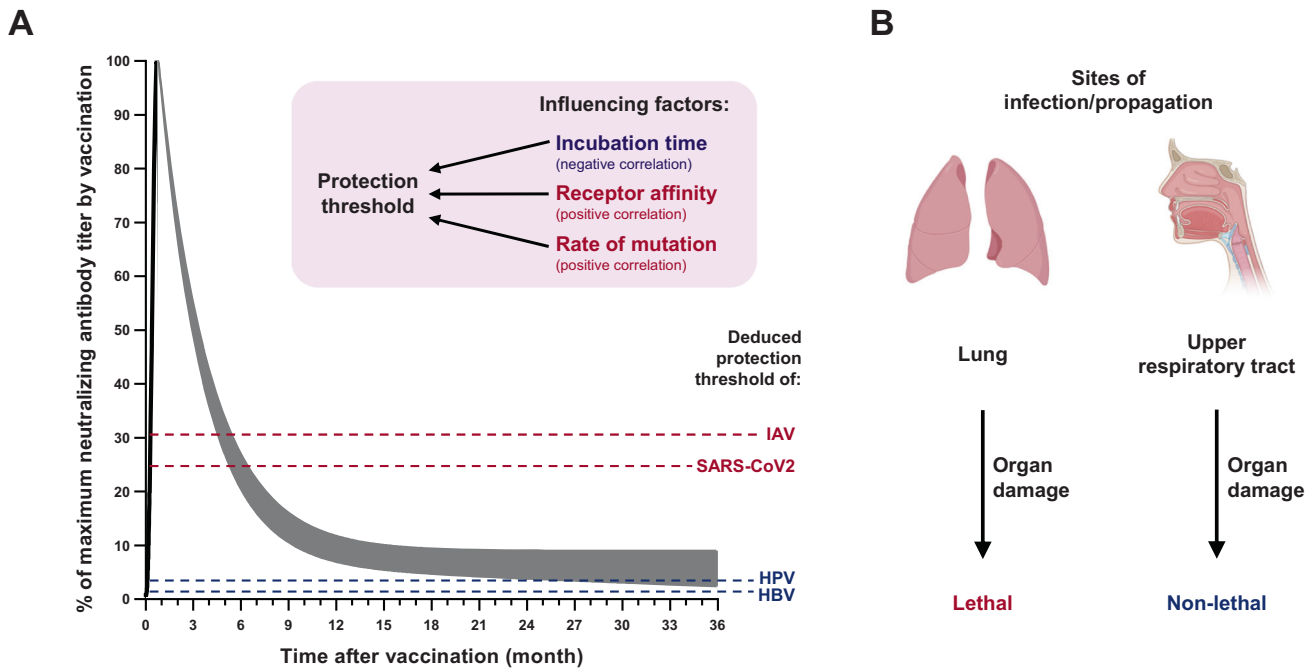 A
% of maximum neutralizing antibody titer by vaccination
100
90
80
70
60
50
40
30
20
10
0
0
3
6
9
12
15
18
21
24
27
30
33
36
Time after vaccination (month)
Protection
threshold
Influencing factors:
Incubation time
(negative correlation)
Receptor affinity
(positive correlation)
Rate of mutation
(positive correlation)
Deduced
protection
threshold of:
IAV
SARS-CoV2
HPV
HBV
B
Sites of
infection/propagation
Lung
Upper
respiratory tract
Organ
damage
Organ
damage
Lethal
Non-lethal